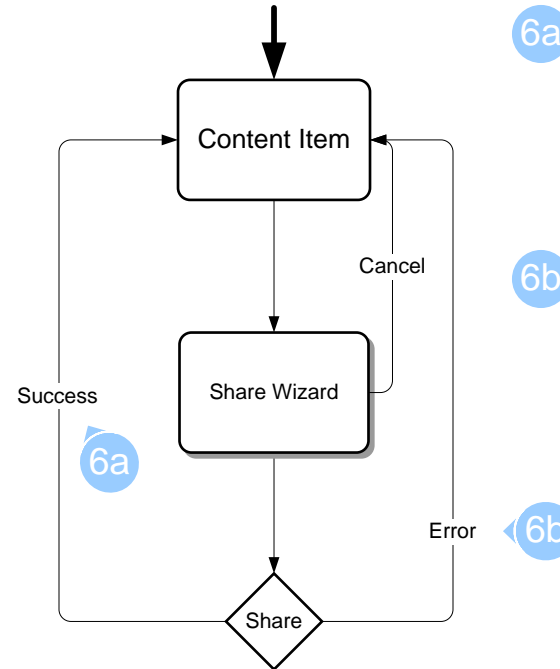 6a
Content Item
Cancel
6b
Share Wizard
Success
6a
Error
6b
Share